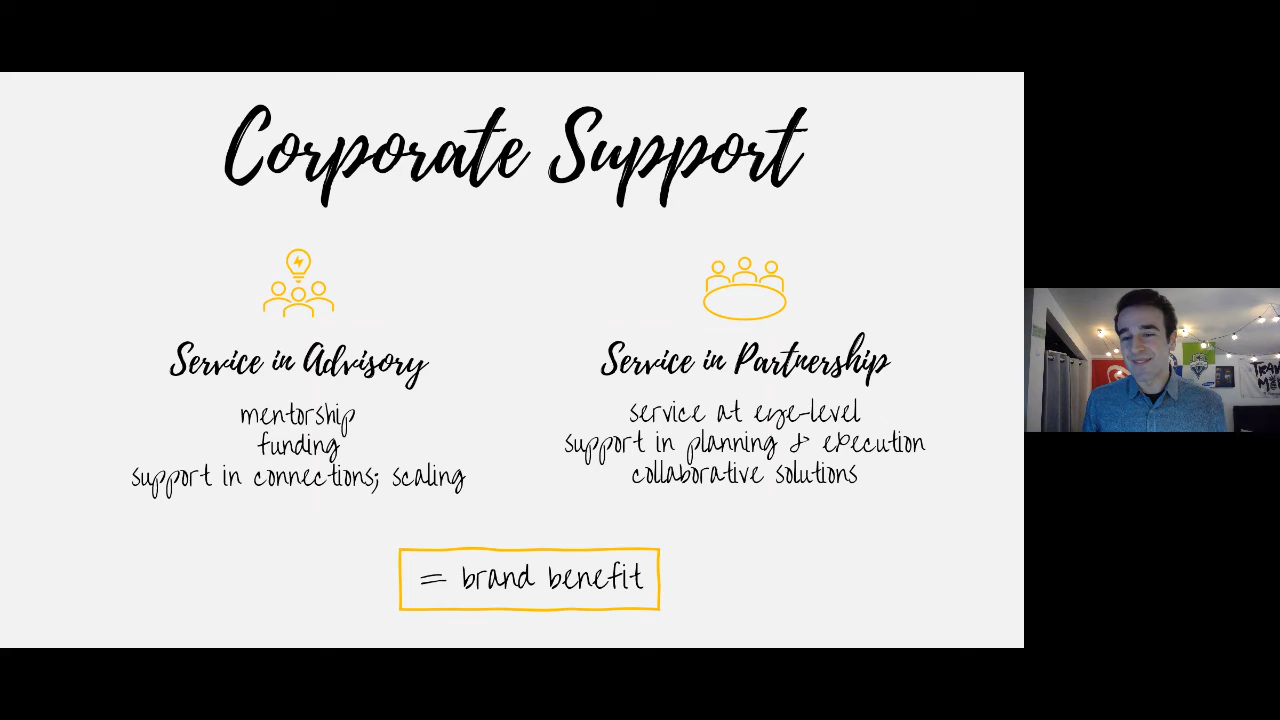 Corporate Support
Service in Advisory
mentorship
funding
support in connections; scaling
Service in Partnership
service at eye-level
support in planning & execution
collaborative solutions
= brand benefit